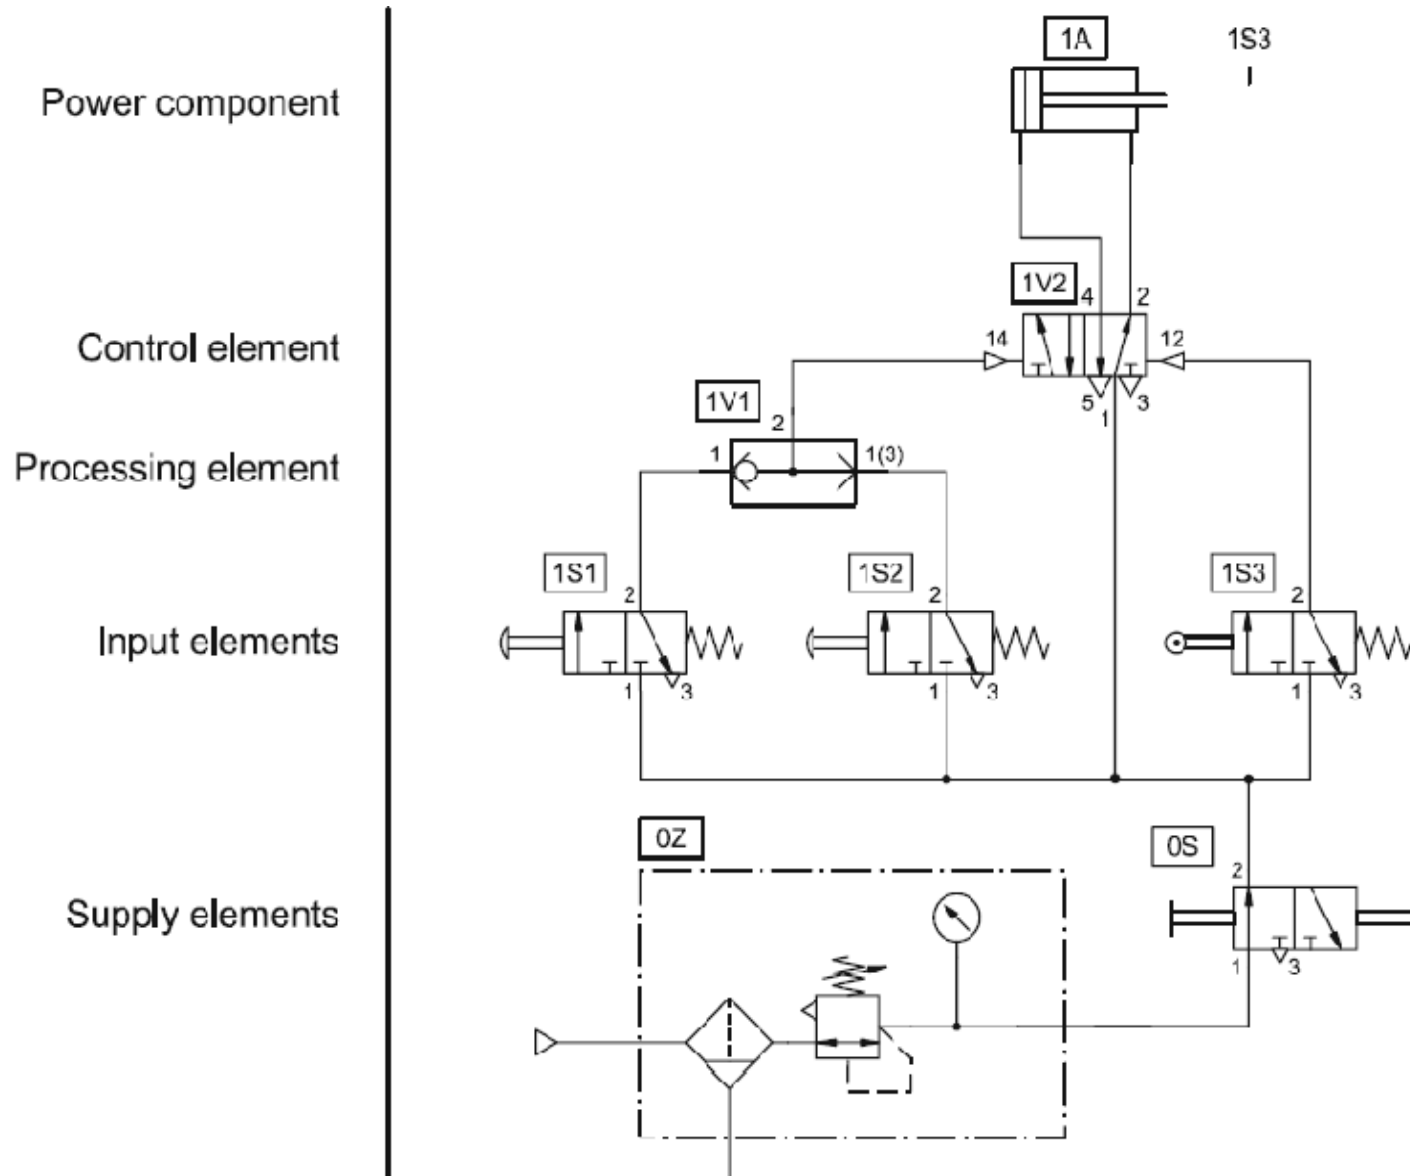 1A
1S3
Power component
1V2
4
2
14
12
Control element
1V1
5
1
3
2
1
1(3)
Processing element
1S1
1S2
1S3
2
2
2
Input elements
1
3
1
3
1
3
0Z
0S
2
Supply elements
1
3